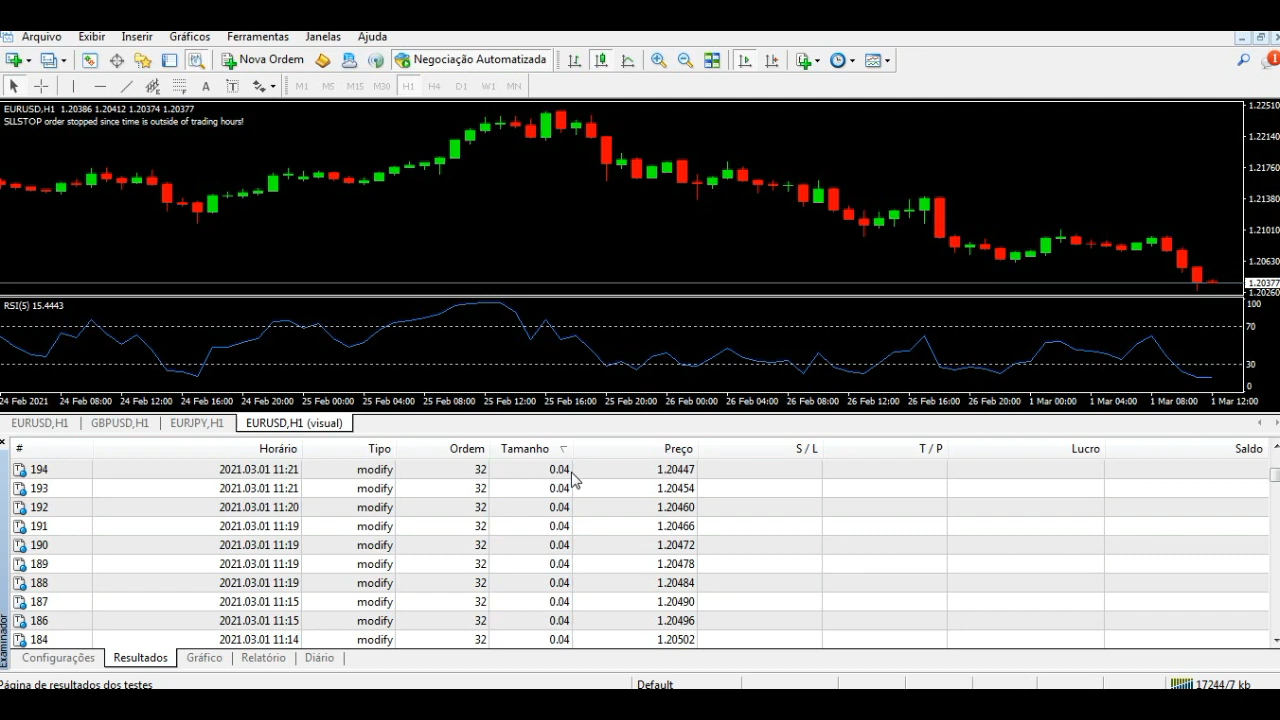 Arquivo Exibir Inserir Gráficos Ferramentas Janelas Ajuda
Nova Ordem Negociação Automatizada
A T M1 M5 M15 M30 H1 H4 D1 W1 MN
EURUSD,H1 1.20386 1.20412 1.20374 1.20377
SLLSTOP order stopped since time is outside of trading hours!
1.22510
1.22140
1.21760
1.21380
1.21010
1.20630
1.20377
1.20260
RSI(5) 15.4443
100
70
30
0
24 Feb 2021 24 Feb 08:00 24 Feb 12:00 24 Feb 16:00 24 Feb 20:00 25 Feb 00:00 25 Feb 04:00 25 Feb 08:00 25 Feb 12:00 25 Feb 16:00 25 Feb 20:00 26 Feb 00:00 26 Feb 04:00 26 Feb 08:00 26 Feb 12:00 26 Feb 16:00 26 Feb 20:00 1 Mar 00:00 1 Mar 04:00 1 Mar 08:00 1 Mar 12:00
EURUSD,H1 GBPUSD,H1 EURJPY,H1 EURUSD,H1 (visual)
# Horário Tipo Ordem Tamanho Preço S / L T / P Lucro Saldo
194 2021.03.01 11:21 modify 32 0.04 1.20447
193 2021.03.01 11:21 modify 32 0.04 1.20454
192 2021.03.01 11:20 modify 32 0.04 1.20460
191 2021.03.01 11:19 modify 32 0.04 1.20466
190 2021.03.01 11:19 modify 32 0.04 1.20472
189 2021.03.01 11:19 modify 32 0.04 1.20478
188 2021.03.01 11:19 modify 32 0.04 1.20484
187 2021.03.01 11:15 modify 32 0.04 1.20490
186 2021.03.01 11:15 modify 32 0.04 1.20496
184 2021.03.01 11:14 modify 32 0.04 1.20502
Examinador
Configurações Resultados Gráfico Relatório Diário
Página de resultados dos testes Default 17244/7 kb